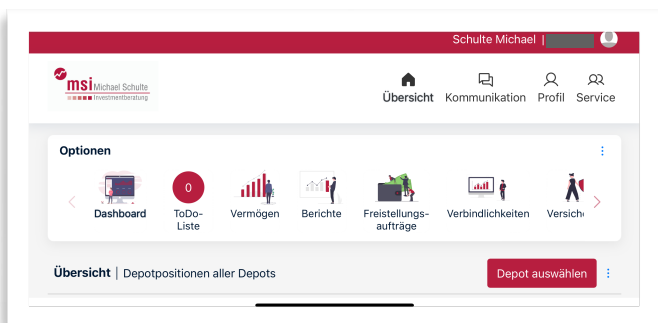 Schulte Michael |
msi Michael Schulte
Investmentberatung
Übersicht Kommunikation Profil Service
Optionen
0
Dashboard ToDo-Liste Vermögen Berichte Freistellungs-aufträge Verbindlichkeiten Versich
Übersicht | Depotpositionen aller Depots Depot auswählen